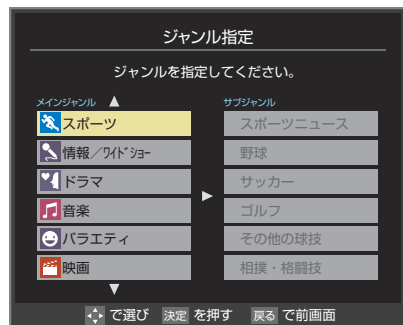 ジャンル指定
ジャンルを指定してください。
メインジャンル
スポーツ
情報／ﾜｲﾄﾞｼｮｰ
ドラマ
音楽
バラエティ
映画
サブジャンル
スポーツニュース
野球
サッカー
ゴルフ
その他の球技
相撲・格闘技
で選び 決定 を押す 戻る で前画面